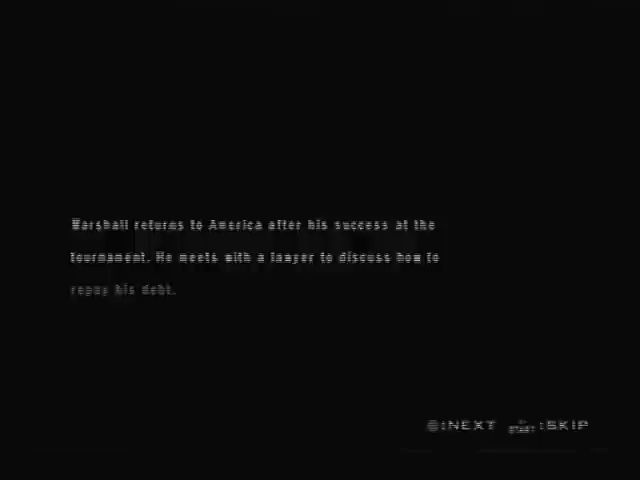 Marshall returns to America after his success at the
tournament. He meets with a lawyer to discuss how to
repay his debt.
:NEXT START :SKIP